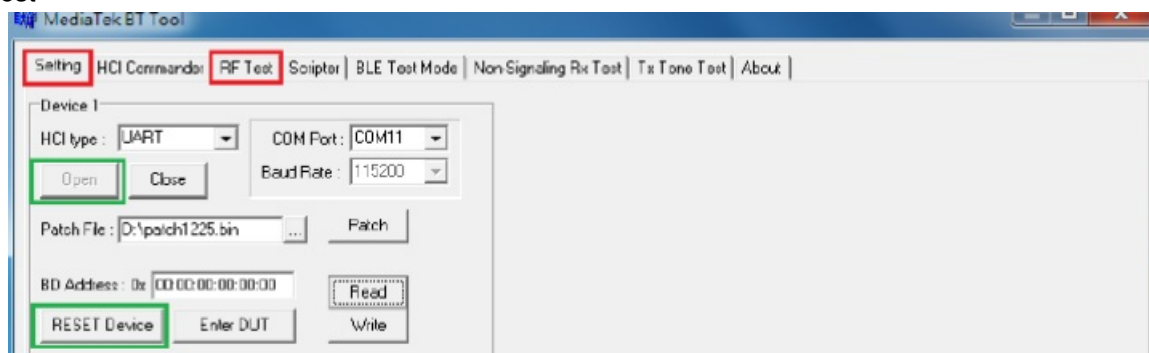 MediaTek BT Tool
Setting HCI Commander RF Test Scriptor BLE Test Mode Non-Signaling Rx Test Tx Tone Test About
Device 1
HCI type : UART COM Port : COM11
Open Close Baud Rate : 115200
Patch File : D:\patch1225.bin ... Patch
BD Address : 0x 00:00:00:00:00:00 Read
RESET Device Enter DUT Write